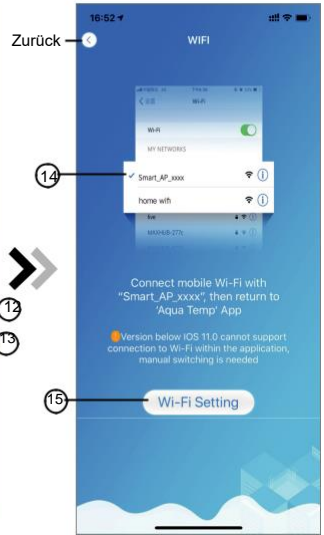 16:52
Zurück
WIFI
Wi-Fi
Wi-Fi
MY NETWORKS
14
Smart_AP_xxxx
home wifi
12
13
Connect mobile Wi-Fi with
"Smart_AP_xxxx", then return to
'Aqua Temp' App
Version below iOS 11.0 cannot support
connection to Wi-Fi within the application,
manual switching is needed
15
Wi-Fi Setting